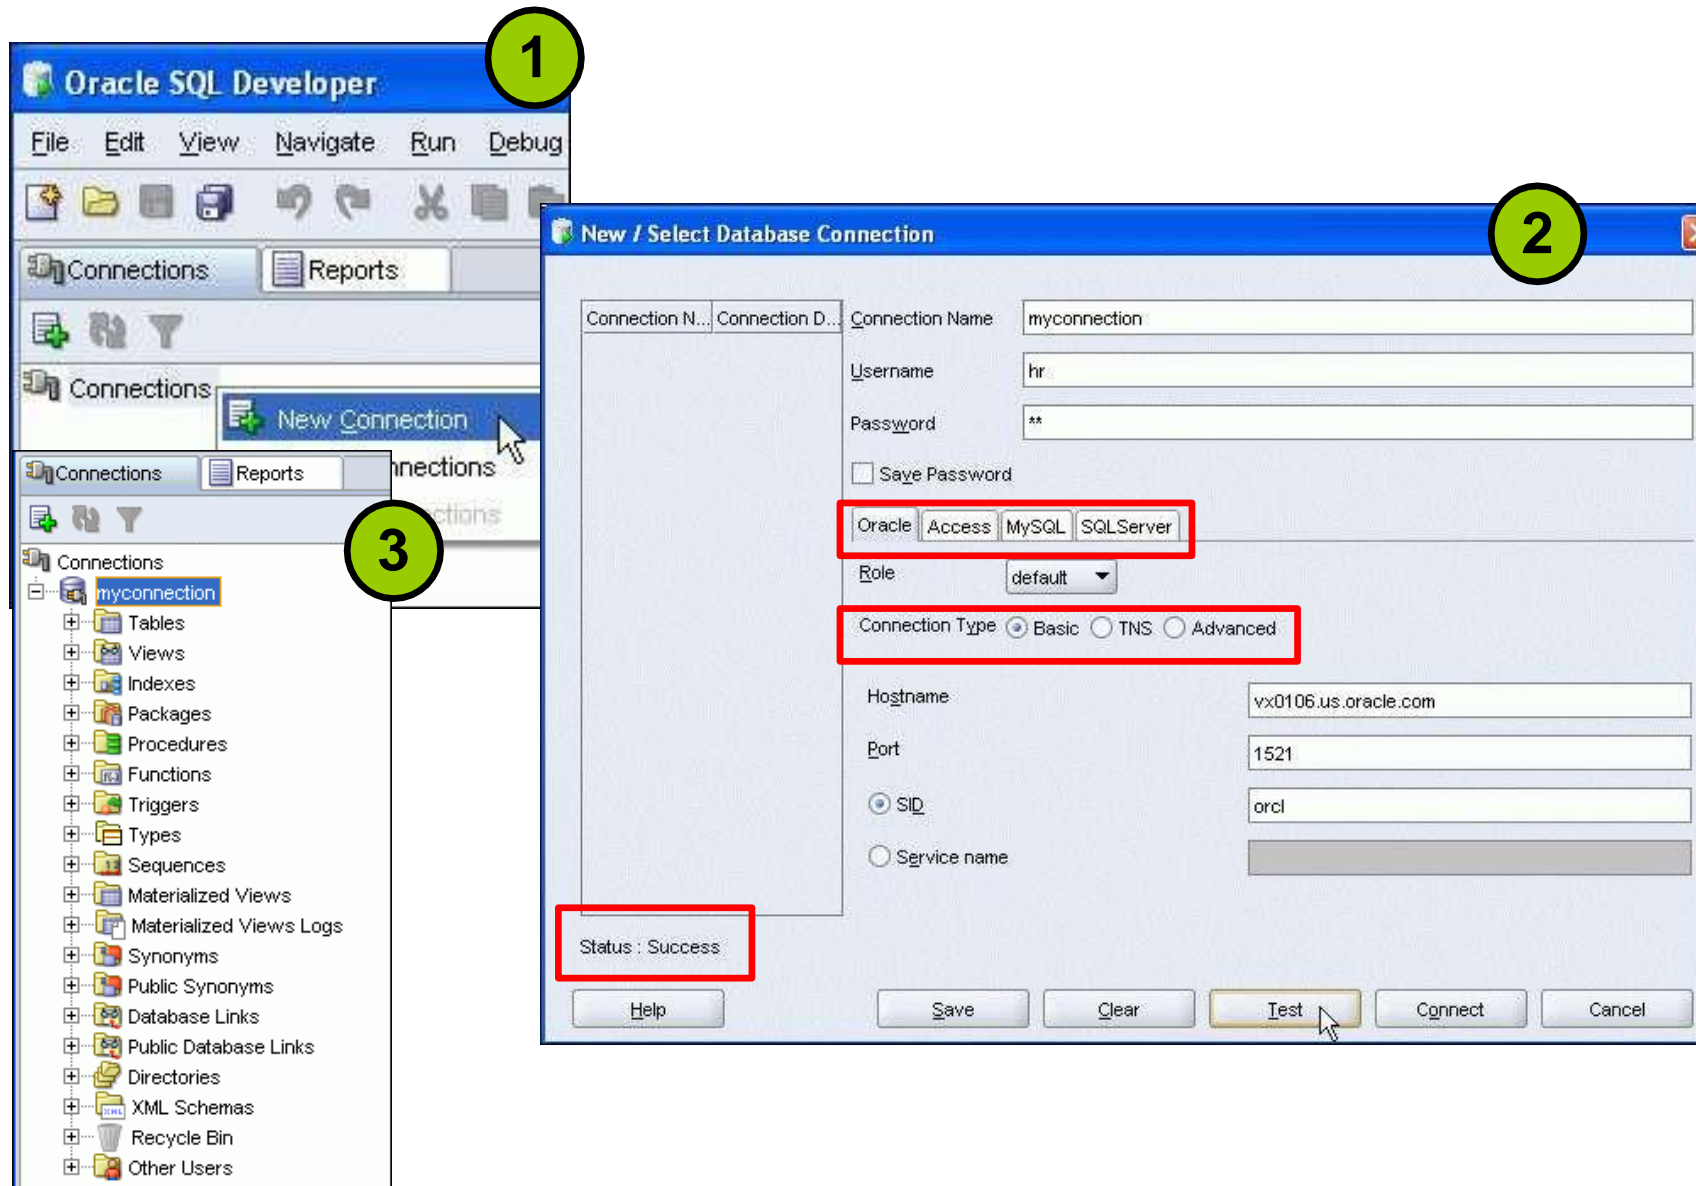 1
Oracle SQL Developer
File Edit View Navigate Run Debug
Connections Reports
Connections
New Connection
nnections
ctions
2
New / Select Database Connection
Connection N... Connection D...
Connection Name myconnection
Username hr
Password **
Save Password
Oracle Access MySQL SQLServer
Role default
Connection Type Basic TNS Advanced
Hostname vx0106.us.oracle.com
Port 1521
SID orcl
Service name
Status : Success
Help Save Clear Test Connect Cancel
3
Connections Reports
Connections
myconnection
Tables
Views
Indexes
Packages
Procedures
Functions
Triggers
Types
Sequences
Materialized Views
Materialized Views Logs
Synonyms
Public Synonyms
Database Links
Public Database Links
Directories
XML Schemas
Recycle Bin
Other Users